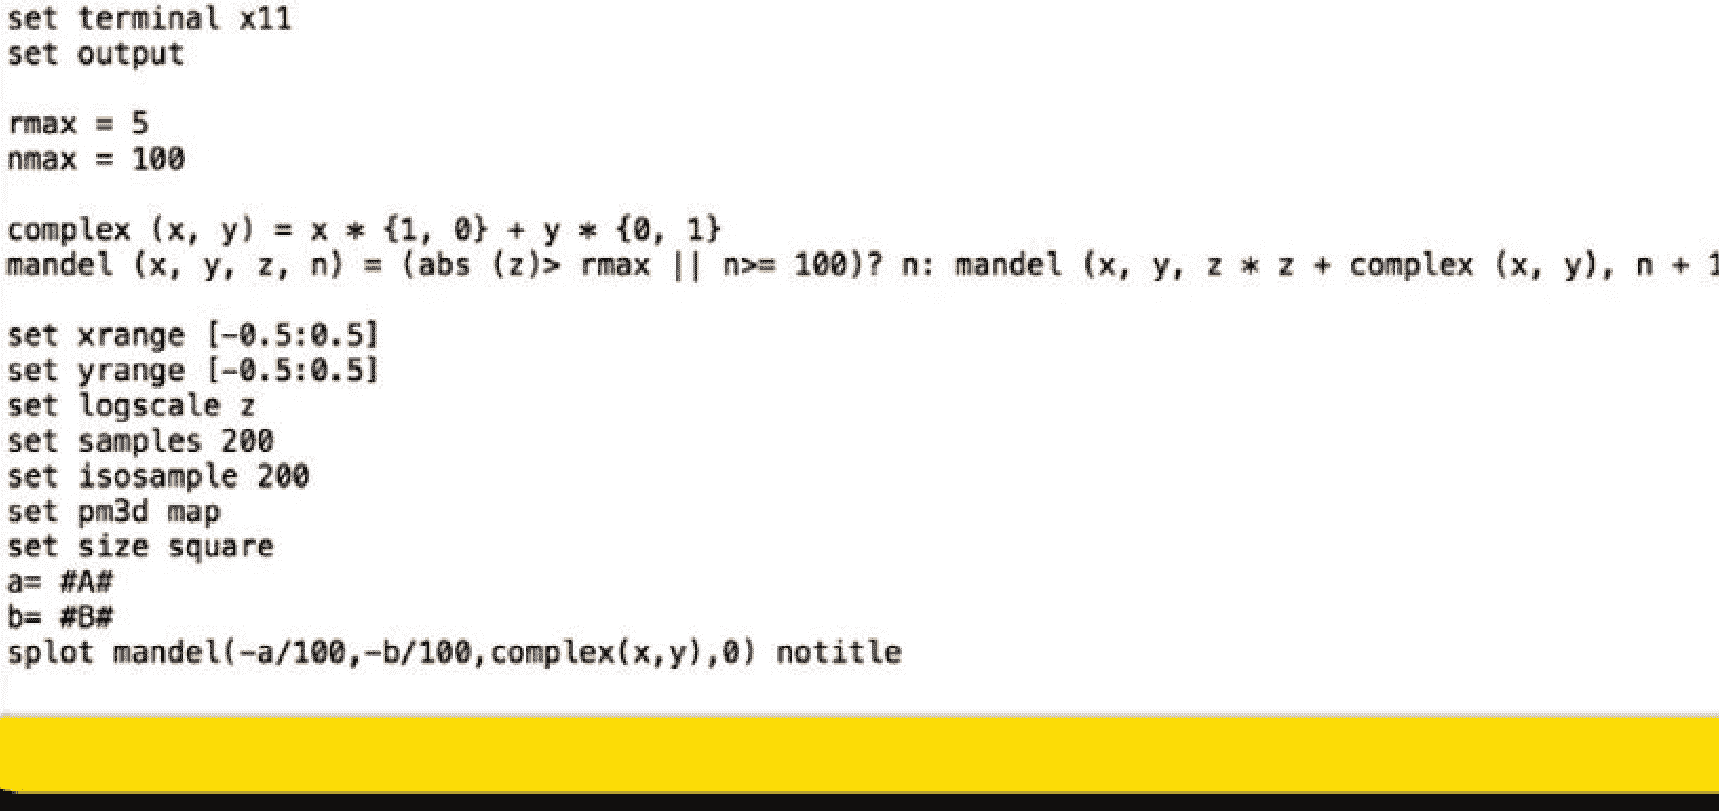 set terminal x11
set output
rmax = 5
nmax = 100
complex (x, y) = x * {1, 0} + y * {0, 1}
mandel (x, y, z, n) = (abs (z)> rmax || n>= 100)? n: mandel (x, y, z * z + complex (x, y), n + 1
set xrange [-0.5:0.5]
set yrange [-0.5:0.5]
set logscale z
set samples 200
set isosample 200
set pm3d map
set size square
a= #A#
b= #B#
splot mandel(-a/100,-b/100,complex(x,y),0) notitle